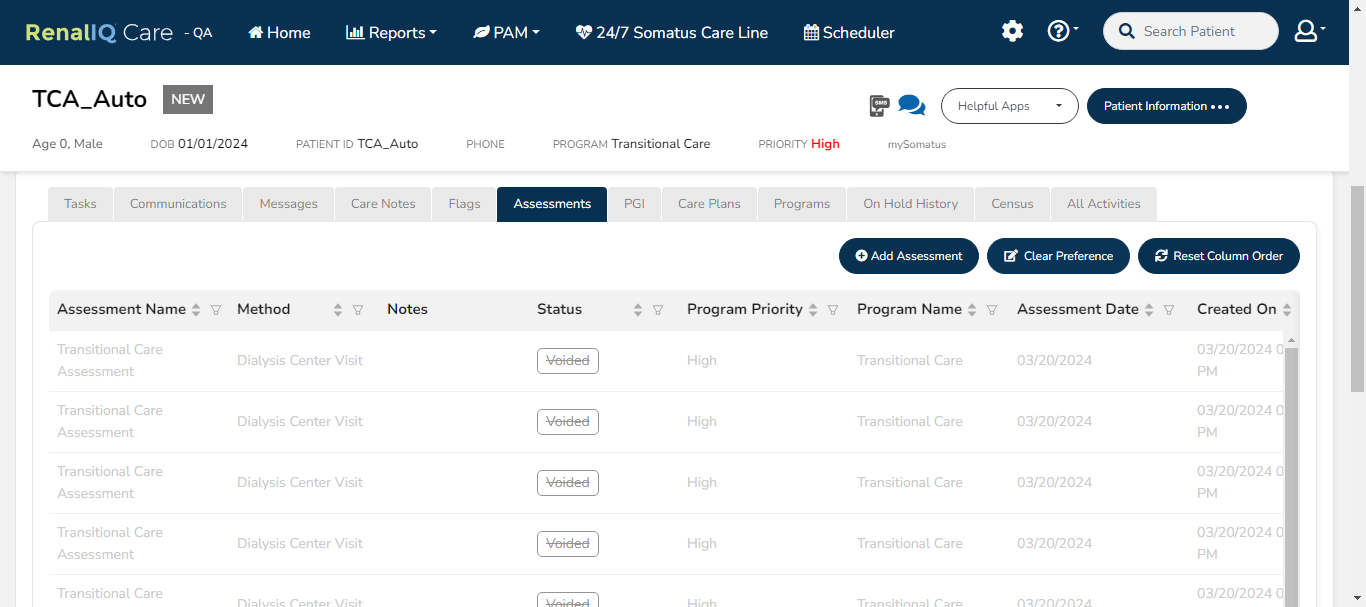 RenalIQ Care - QA Home Reports PAM 24/7 Somatus Care Line Scheduler Search Patient
TCA_Auto NEW
SMS Helpful Apps Patient Information
Age 0, Male DOB 01/01/2024 PATIENT ID TCA_Auto PHONE PROGRAM Transitional Care PRIORITY High mySomatus
Tasks Communications Messages Care Notes Flags Assessments PGI Care Plans Programs On Hold History Census All Activities
Add Assessment Clear Preference Reset Column Order
Assessment Name Method Notes Status Program Priority Program Name Assessment Date Created On
Transitional Care
Assessment
Dialysis Center Visit Voided High Transitional Care 03/20/2024
03/20/2024 0
PM
Transitional Care
Assessment
Dialysis Center Visit Voided High Transitional Care 03/20/2024
03/20/2024 0
PM
Transitional Care
Assessment
Dialysis Center Visit Voided High Transitional Care 03/20/2024
03/20/2024 0
PM
Transitional Care
Assessment
Dialysis Center Visit Voided High Transitional Care 03/20/2024
03/20/2024 0
PM
Transitional Care
Dialysis Center Visit Voided High Transitional Care 03/20/2024
03/20/2024 0